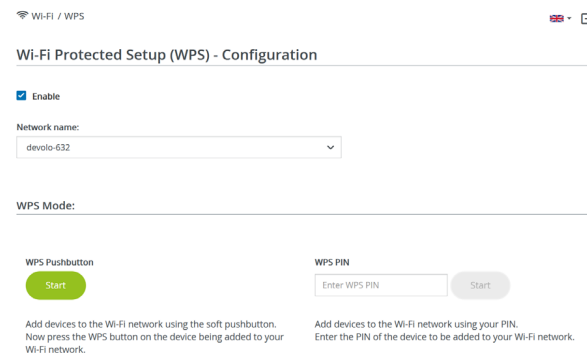 Wi-Fi / WPS
Wi-Fi Protected Setup (WPS) - Configuration
Enable
Network name:
devolo-632
WPS Mode:
WPS Pushbutton
Start
Add devices to the Wi-Fi network using the soft pushbutton.
Now press the WPS button on the device being added to your
Wi-Fi network.
WPS PIN
Enter WPS PIN
Start
Add devices to the Wi-Fi network using your PIN.
Enter the PIN of the device to be added to your Wi-Fi network.